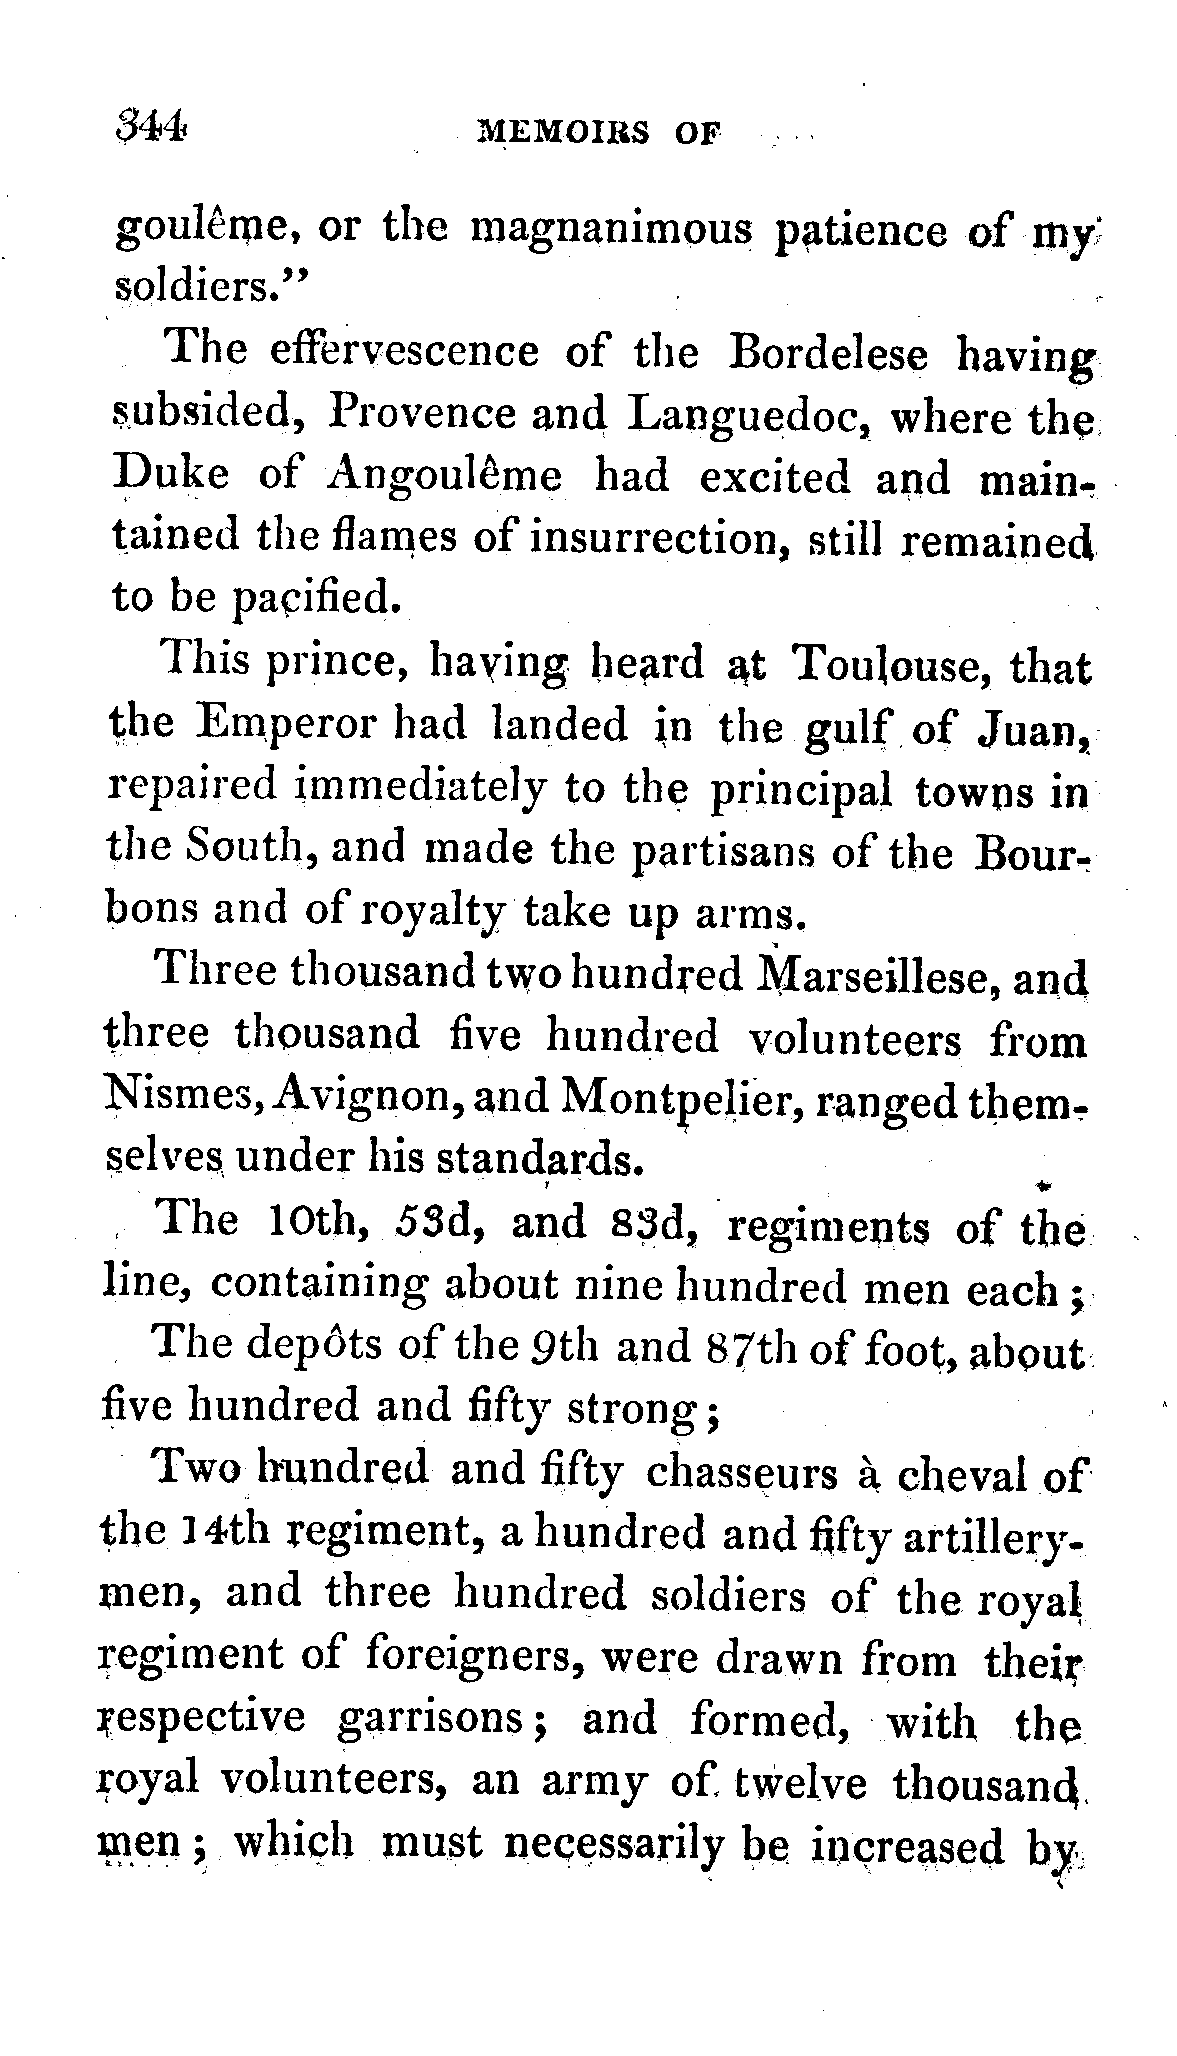 344 MEMOIRS OF
goulême, or the magnanimous patience of my
soldiers.”
The effervescence of the Bordelese having
subsided, Provence and Languedoc, where the
Duke of Angoulême had excited and main-
tained the flames of insurrection, still remained
to be pacified.
This prince, having heard at Toulouse, that
the Emperor had landed in the gulf of Juan,
repaired immediately to the principal towns in
the South, and made the partisans of the Bour-
bons and of royalty take up arms.
Three thousand two hundred Marseillese, and
three thousand five hundred volunteers from
Nismes, Avignon, and Montpelier, ranged them-
selves under his standards.
The 10th, 53d, and 83d, regiments of the
line, containing about nine hundred men each;
The depôts of the 9th and 87th of foot, about
five hundred and fifty strong;
Two hundred and fifty chasseurs à cheval of
the 14th regiment, a hundred and fifty artillery-
men, and three hundred soldiers of the royal
regiment of foreigners, were drawn from their
respective garrisons; and formed, with the
royal volunteers, an army of twelve thousand
men; which must necessarily be increased by